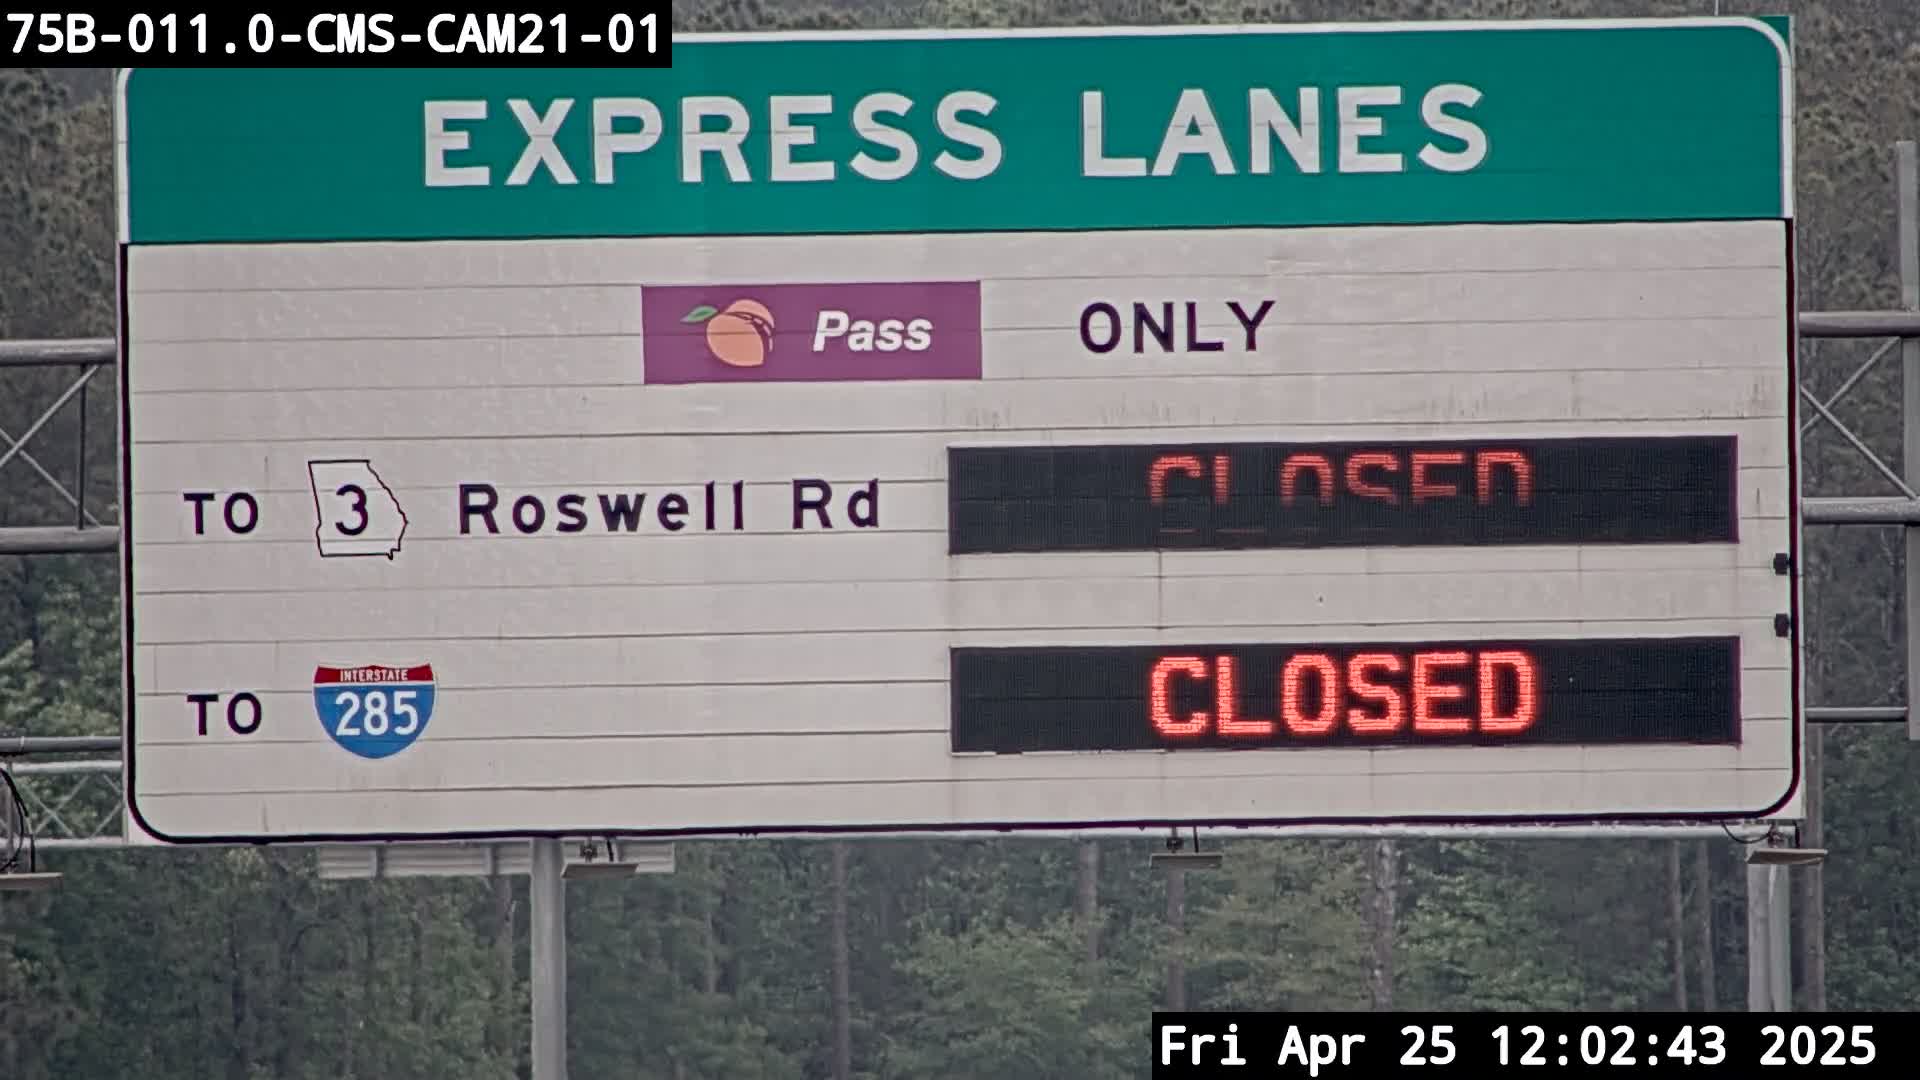 75B-011.0-CMS-CAM21-01
EXPRESS LANES
Pass ONLY
TO 3 Roswell Rd CLOSED
TO INTERSTATE 285 CLOSED
Fri Apr 25 12:02:43 2025